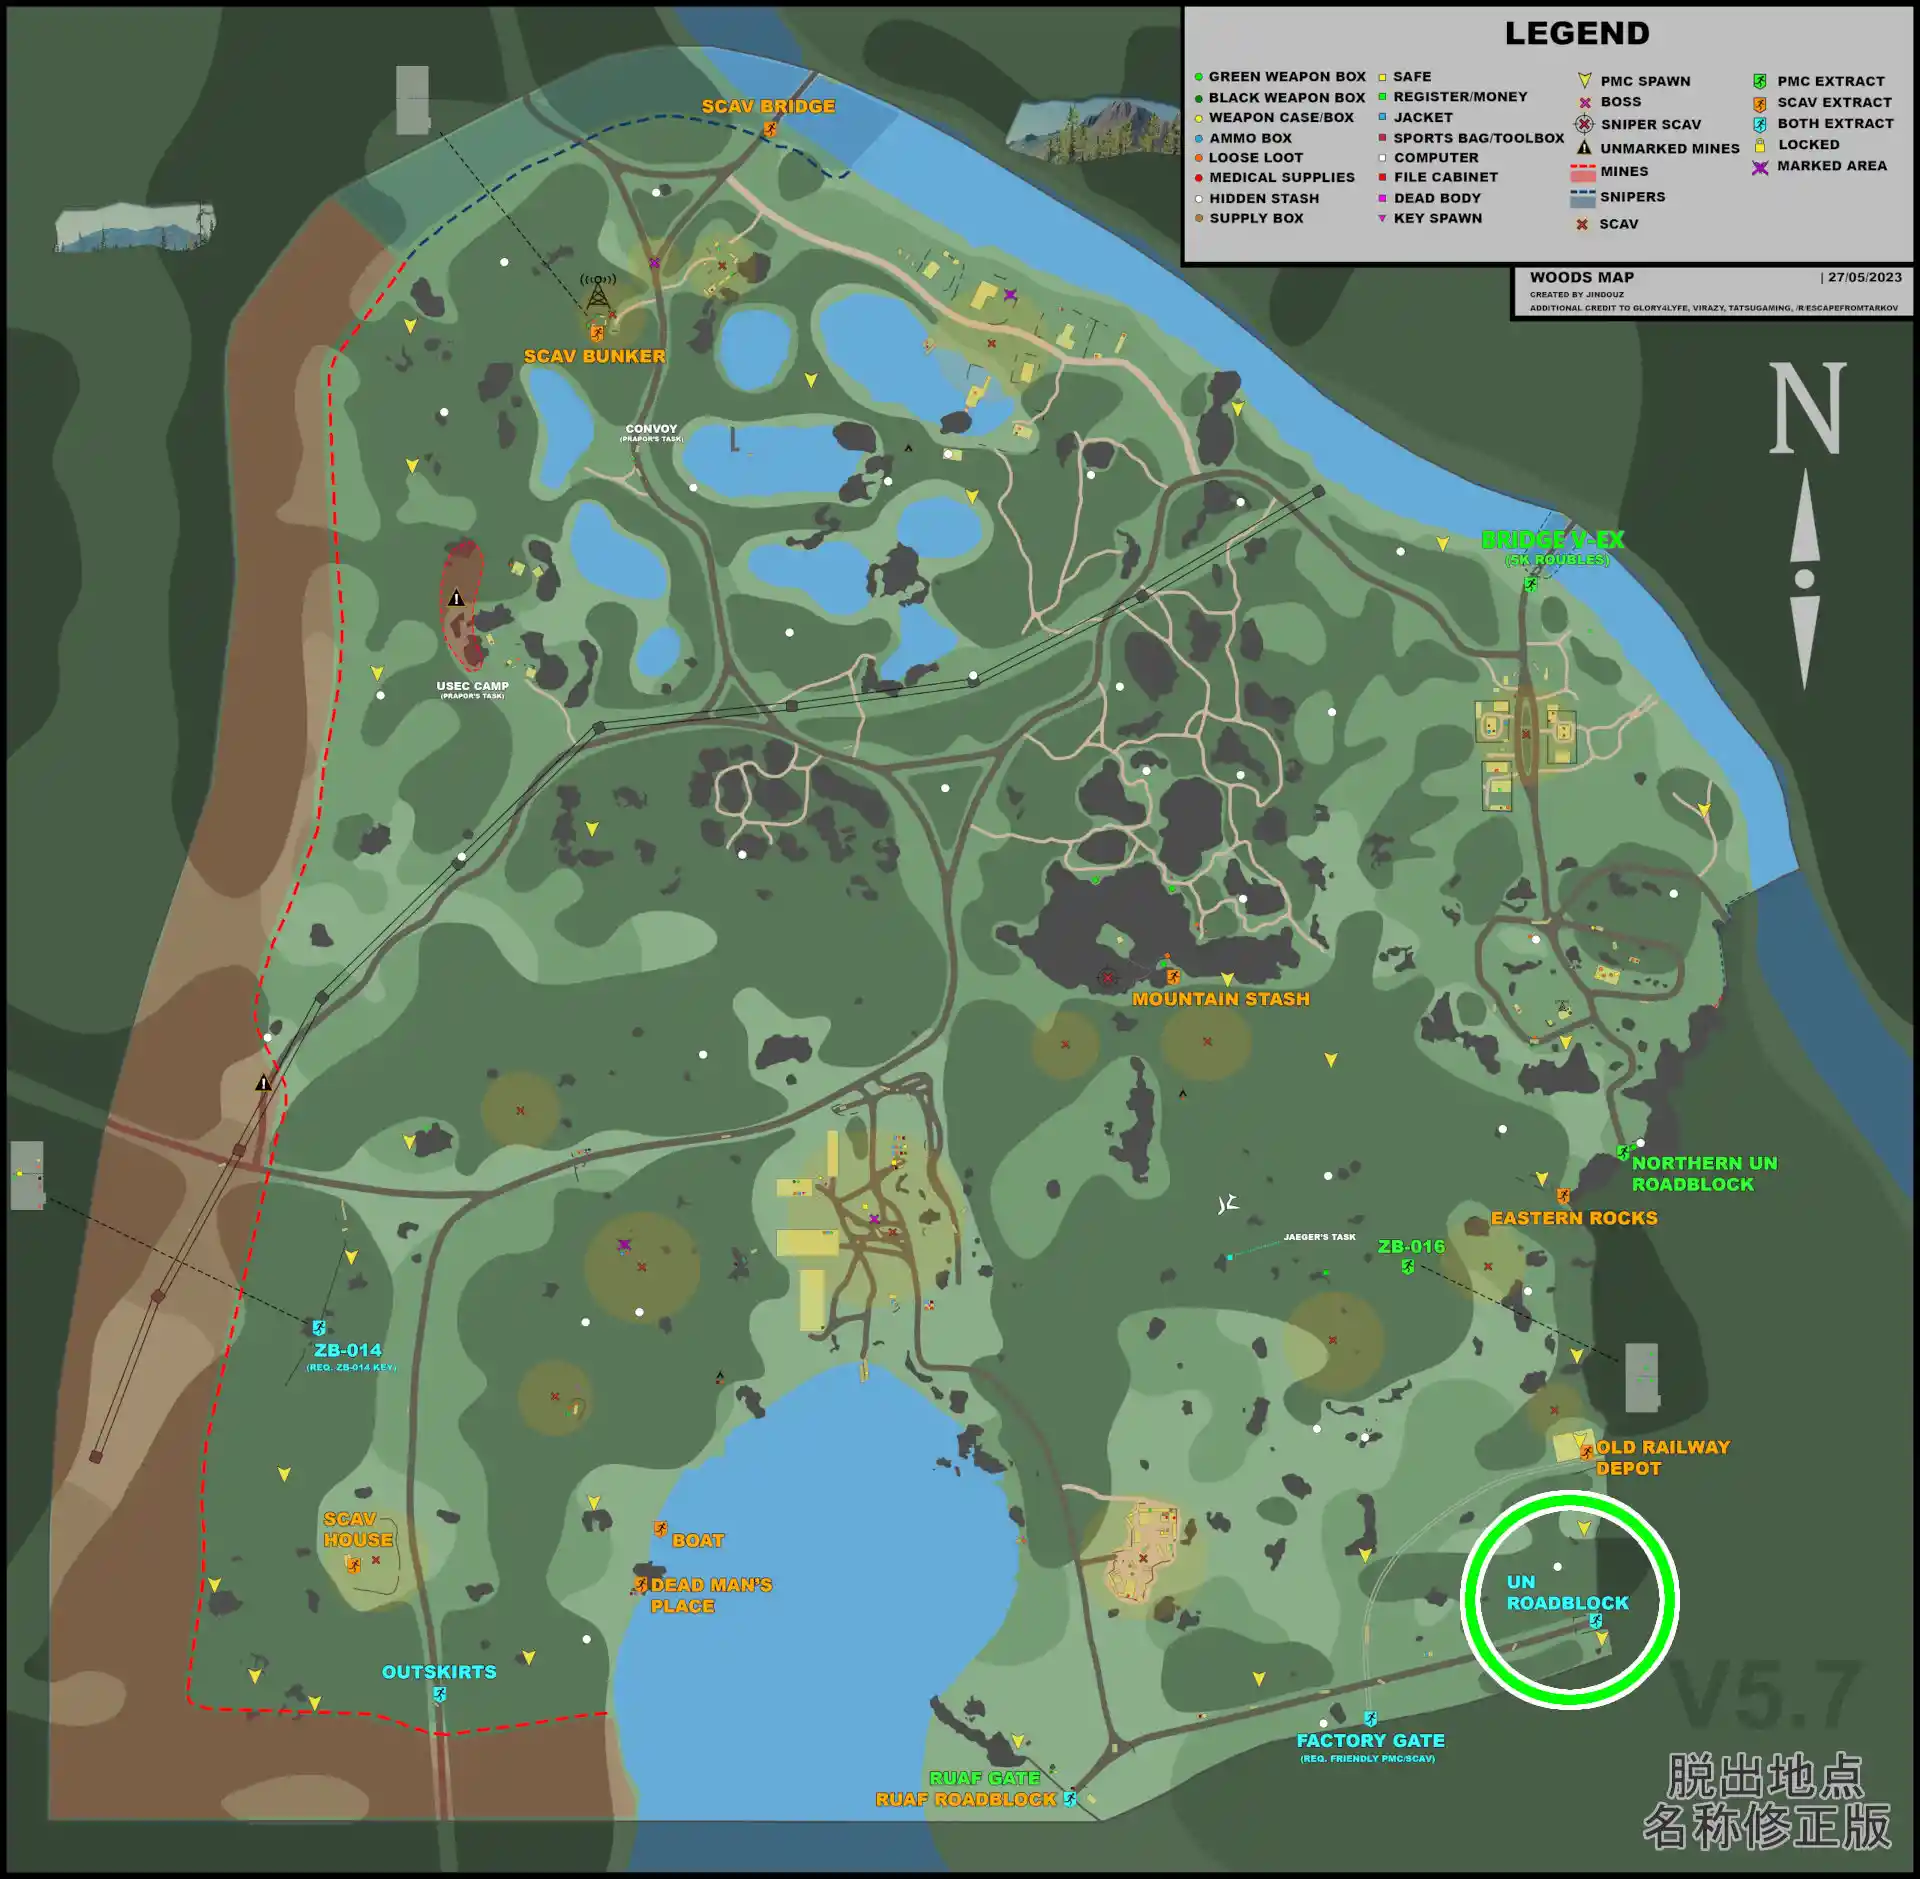 LEGEND
GREEN WEAPON BOX
BLACK WEAPON BOX
WEAPON CASE/BOX
AMMO BOX
LOOSE LOOT
MEDICAL SUPPLIES
HIDDEN STASH
SUPPLY BOX
SAFE
REGISTER/MONEY
JACKET
SPORTS BAG/TOOLBOX
COMPUTER
FILE CABINET
DEAD BODY
KEY SPAWN
PMC SPAWN
BOSS
SNIPER SCAV
UNMARKED MINES
MINES
SNIPERS
SCAV
PMC EXTRACT
SCAV EXTRACT
BOTH EXTRACT
LOCKED
MARKED AREA
WOODS MAP | 27/05/2023
CREATED BY JINDOUZ
ADDITIONAL CREDIT TO GLORY4LYFE, VIRAZY, TATSUGAMING, /R/ESCAPEFROMTARKOV
N
SCAV BRIDGE
SCAV BUNKER
CONVOY
(PRAPOR'S TASK)
BRIDGE V-EX
(5K ROUBLES)
USEC CAMP
(PRAPOR'S TASK)
MOUNTAIN STASH
NORTHERN UN
ROADBLOCK
EASTERN ROCKS
JAEGER'S TASK
ZB-016
ZB-014
(REQ. ZB-014 KEY)
OLD RAILWAY
DEPOT
SCAV
HOUSE
BOAT
DEAD MAN'S
PLACE
UN
ROADBLOCK
OUTSKIRTS
FACTORY GATE
(REQ. FRIENDLY PMC/SCAV)
RUAF GATE
RUAF ROADBLOCK
V5.7
脱出地点
名称修正版